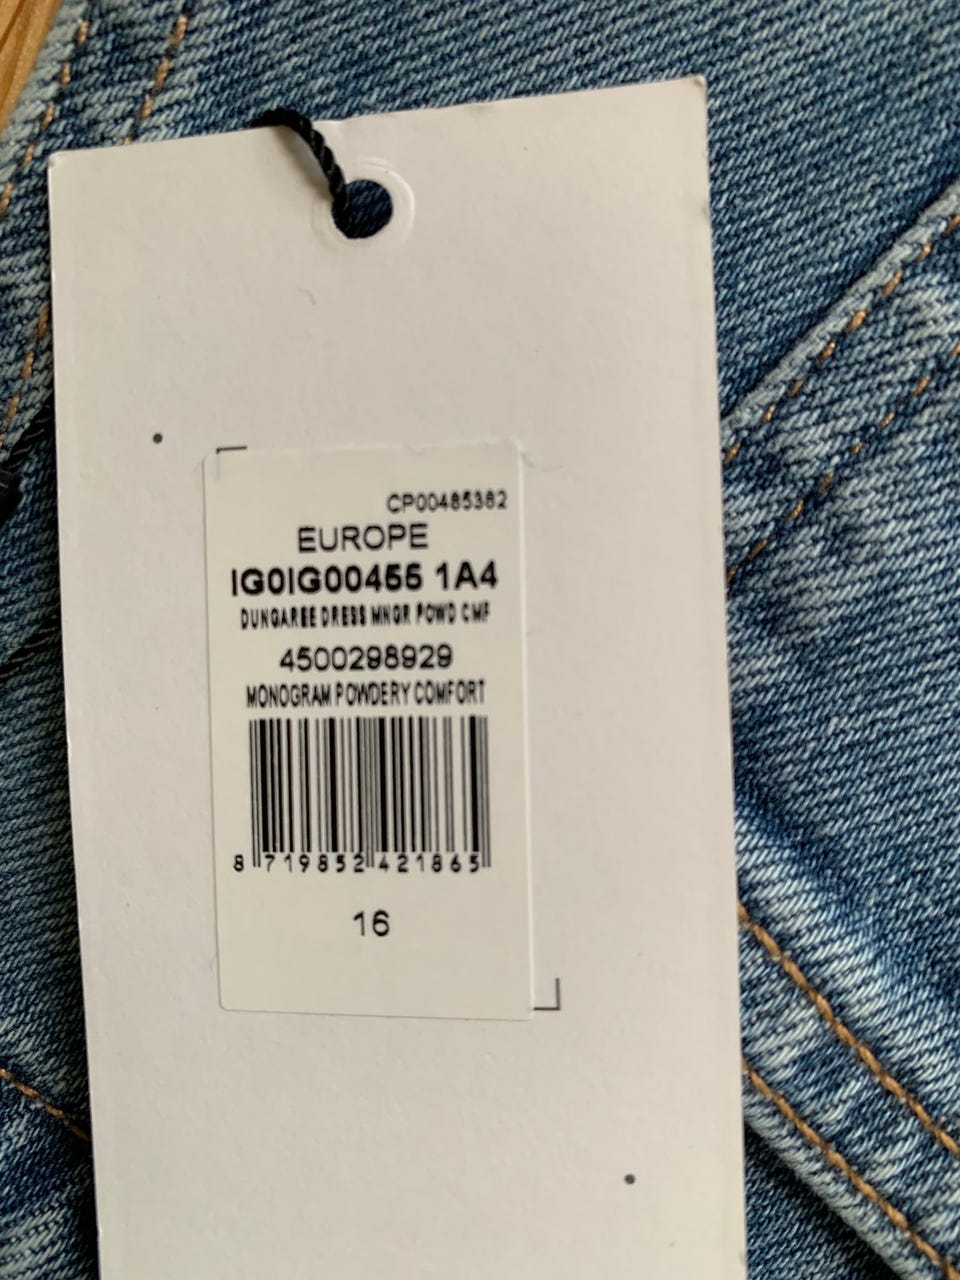 CP00485382
EUROPE
IG0IG00455 1A4
DUNGAREE DRESS MNGR POWD CMF
4500298929
MONOGRAM POWDERY COMFORT
8 719852 421865
16